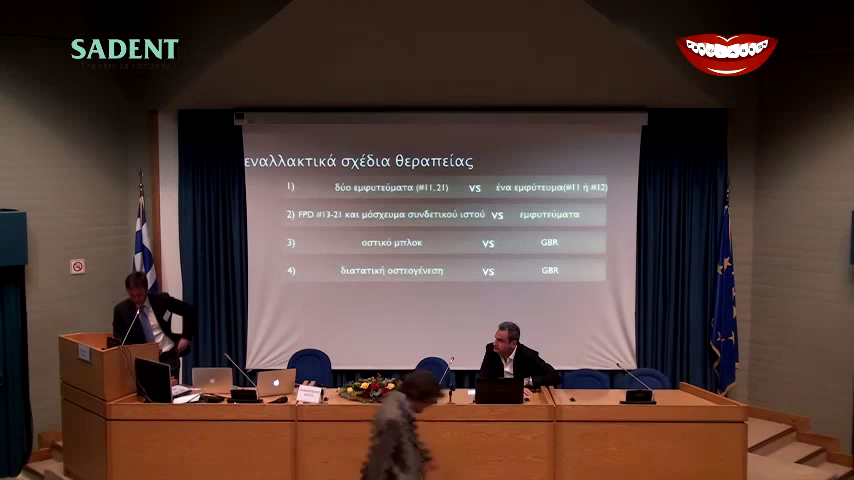 SADENT
εναλλακτικά σχέδια θεραπείας
1) δύο εμφυτεύματα (#11,21) vs ένα εμφύτευμα(#11 ή #12)
2) FPD #13-21 και μόσχευμα συνδετικού ιστού vs εμφυτεύματα
3) οστικό μπλοκ vs GBR
4) διατατική οστεογένεση vs GBR